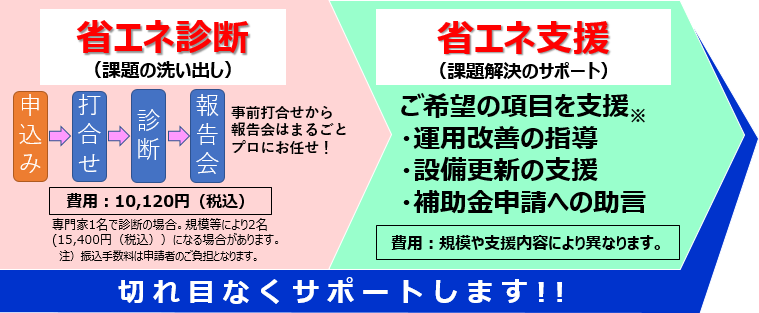 省エネ診断
（課題の洗い出し）
申込み
打合せ
診断
報告会
事前打合せから
報告会はまるごと
プロにお任せ！
費用：10,120円（税込）
専門家1名で診断の場合。規模等により2名
(15,400円（税込））になる場合があります。
注）振込手数料は申請者のご負担となります。
省エネ支援
（課題解決のサポート）
ご希望の項目を支援※
・運用改善の指導
・設備更新の支援
・補助金申請への助言
費用：規模や支援内容により異なります。
切れ目なくサポートします!!